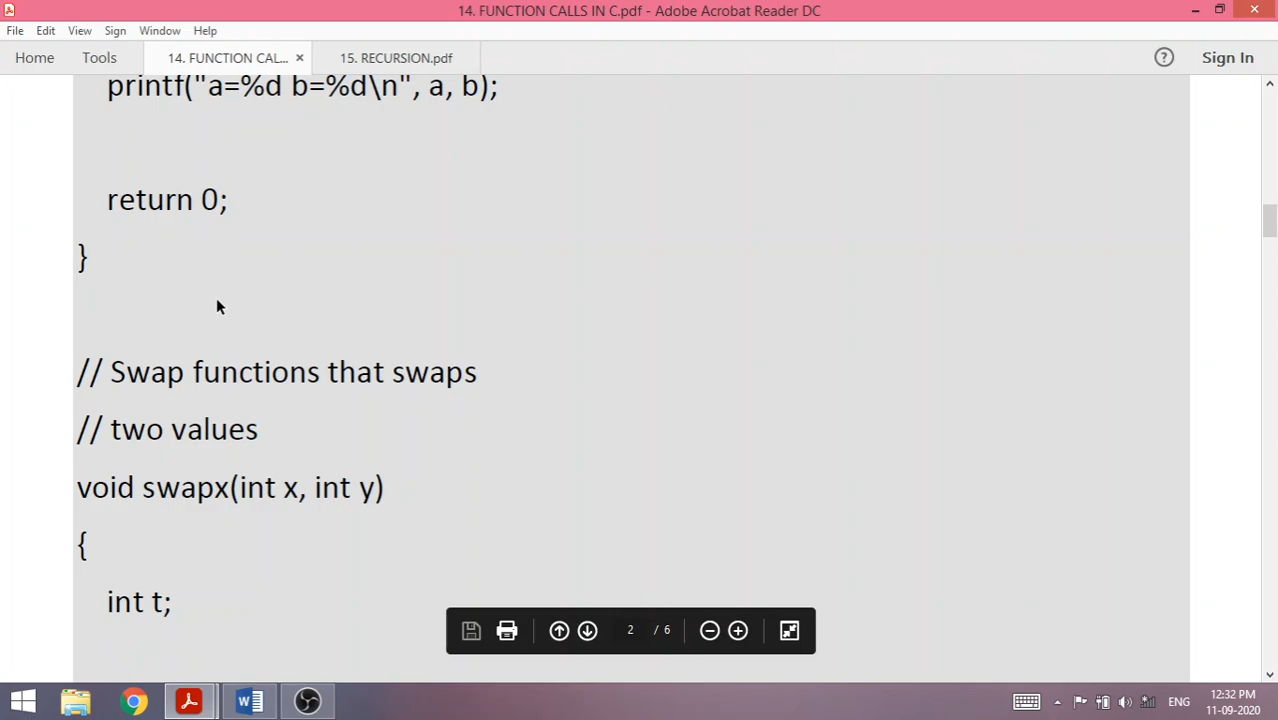 14. FUNCTION CALLS IN C.pdf - Adobe Acrobat Reader DC
File Edit View Sign Window Help
Home Tools 14. FUNCTION CAL... × 15. RECURSION.pdf ? Sign In
printf("a=%d b=%d\n", a, b);
return 0;
}
// Swap functions that swaps
// two values
void swapx(int x, int y)
{
int t;
2 / 6
ENG 12:32 PM
11-09-2020